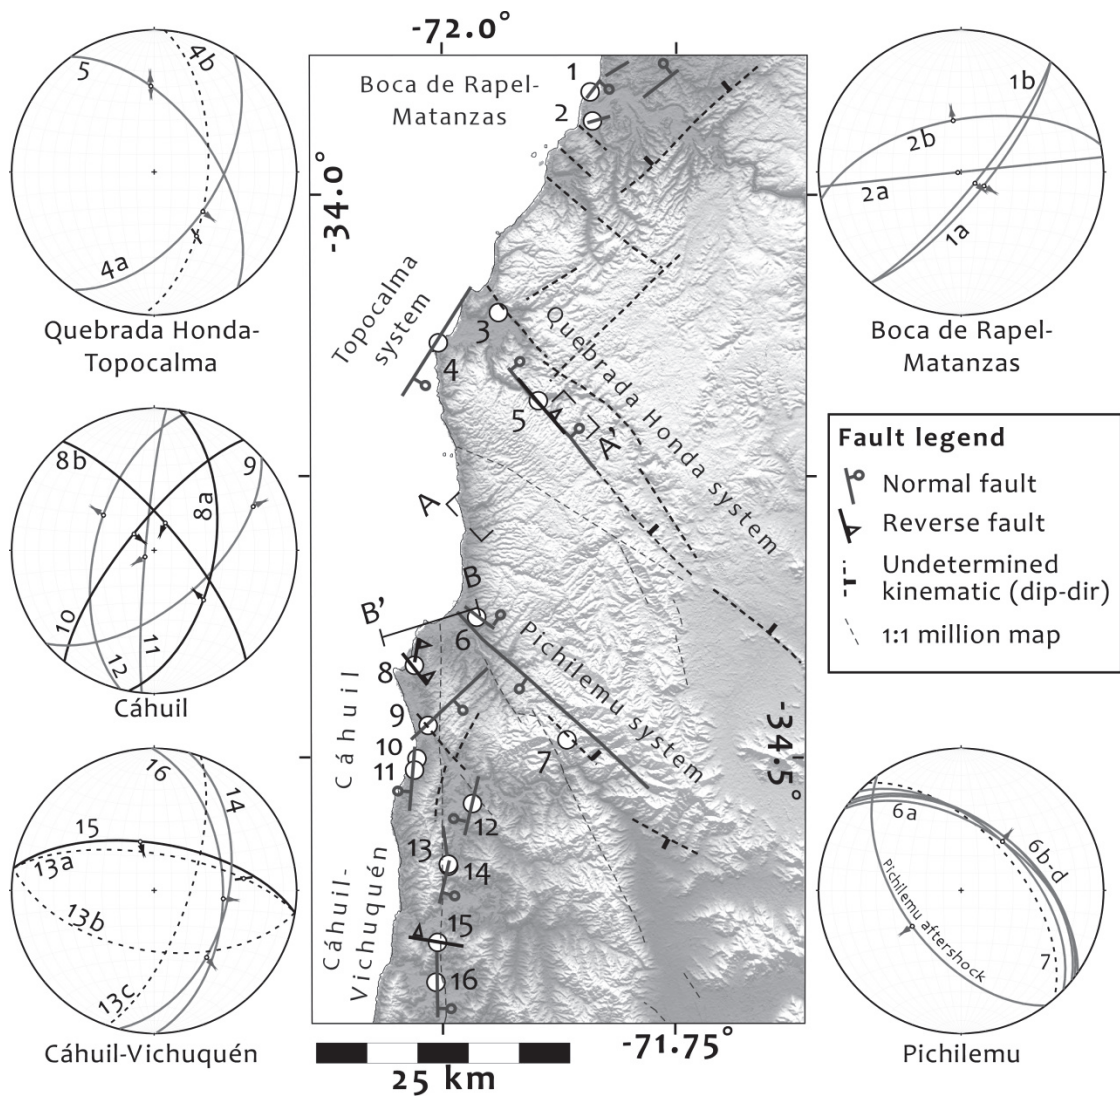 -72.0°
Boca de Rapel-
Matanzas
1
2
-34.0°
Topocalma
system
3
4
Quebrada Honda system
5
A'
A
B
B'
6
Pichilemu system
7
8
Cáhuil
9
10
11
12
13
14
Cáhuil-
Vichuquén
15
16
-34.5°
-71.75°
25 km
5
4b
4a
Quebrada Honda-
Topocalma
8b
9
8a
10
12
11
Cáhuil
16
14
15
13a
13b
13c
Cáhuil-Vichuquén
1b
2b
2a
1a
Boca de Rapel-
Matanzas
Fault legend
Normal fault
Reverse fault
Undetermined
kinematic (dip-dir)
1:1 million map
6a
6b-d
Pichilemu aftershock
7
Pichilemu